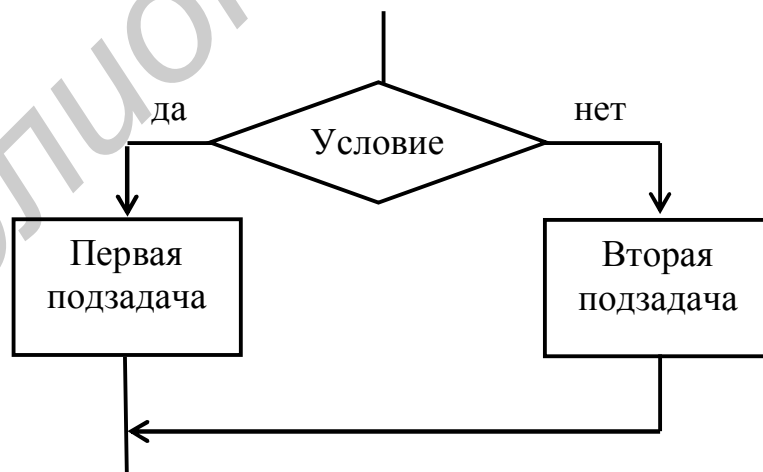 да
нет
Условие
Первая
подзадача
Вторая
подзадача